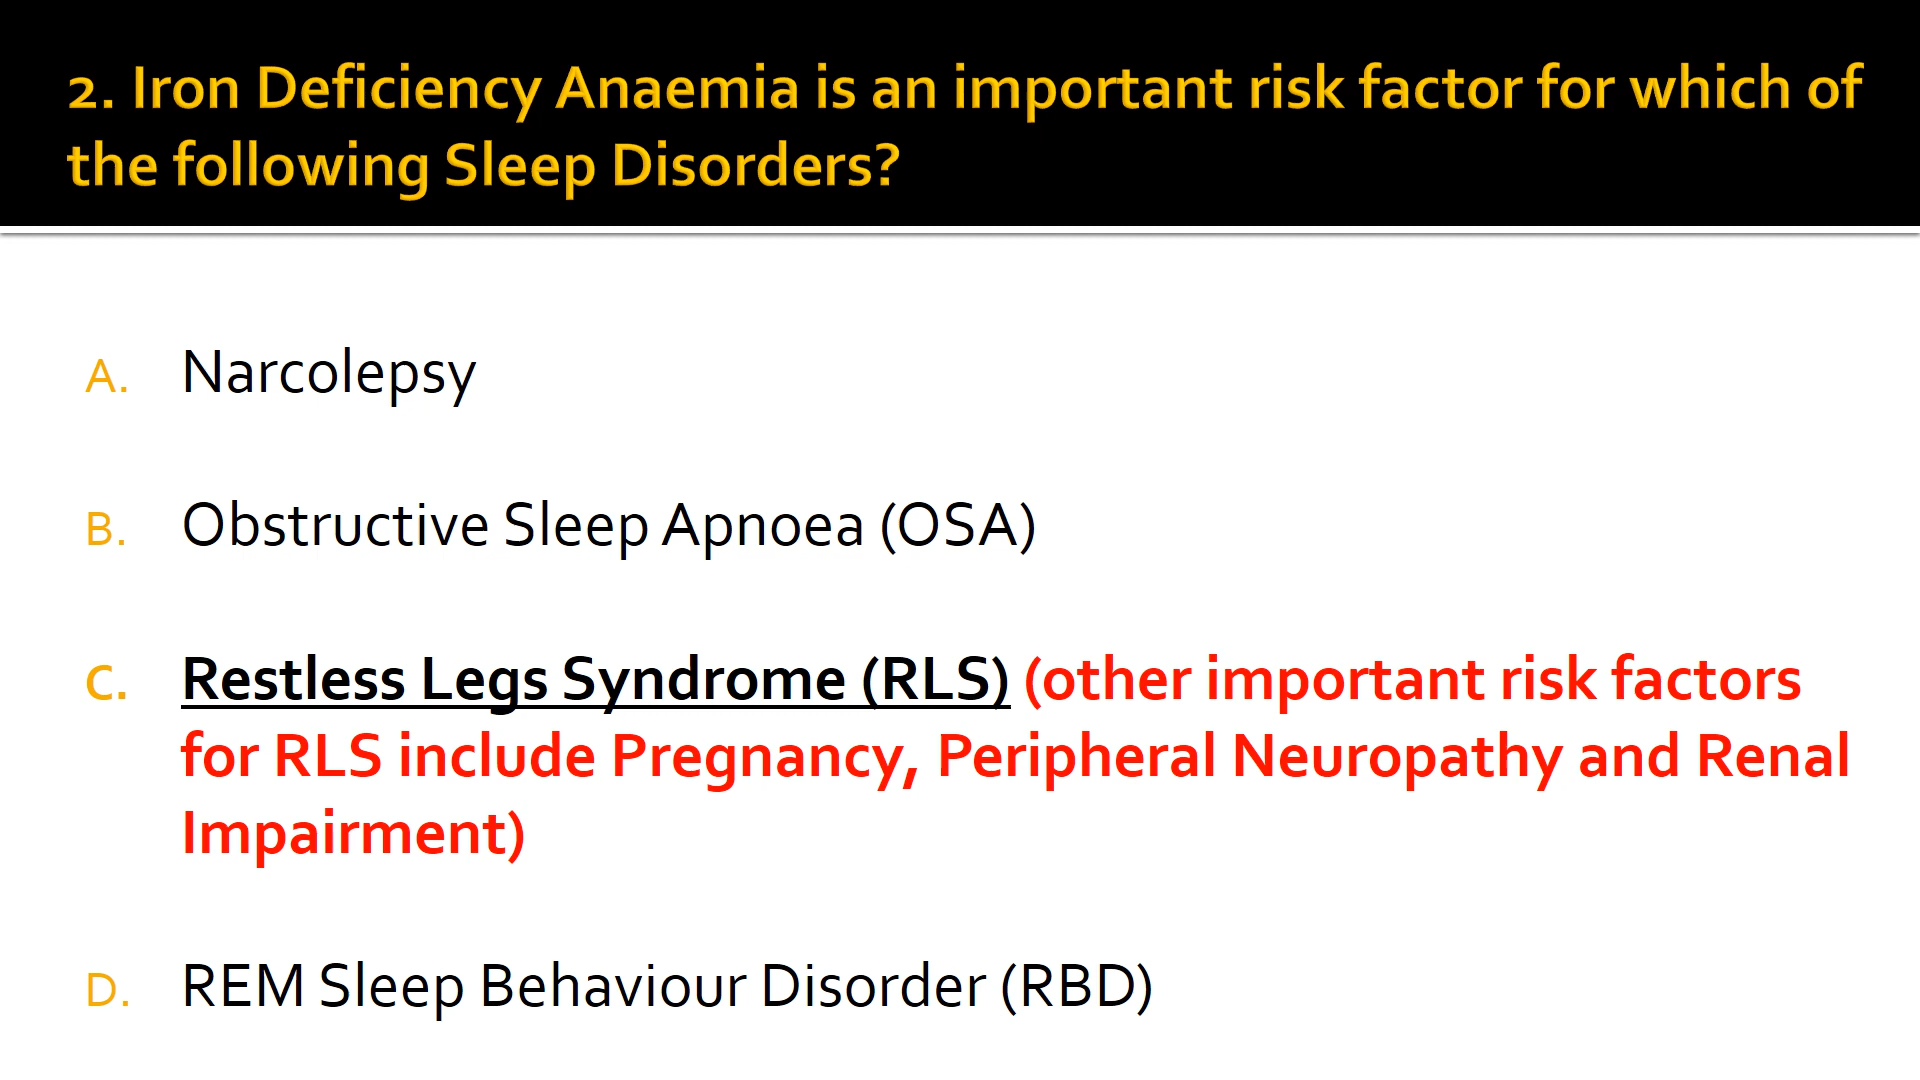 2. Iron Deficiency Anaemia is an important risk factor for which of
the following Sleep Disorders?
A. Narcolepsy
B. Obstructive Sleep Apnoea (OSA)
C. Restless Legs Syndrome (RLS) (other important risk factors
for RLS include Pregnancy, Peripheral Neuropathy and Renal
Impairment)
D. REM Sleep Behaviour Disorder (RBD)